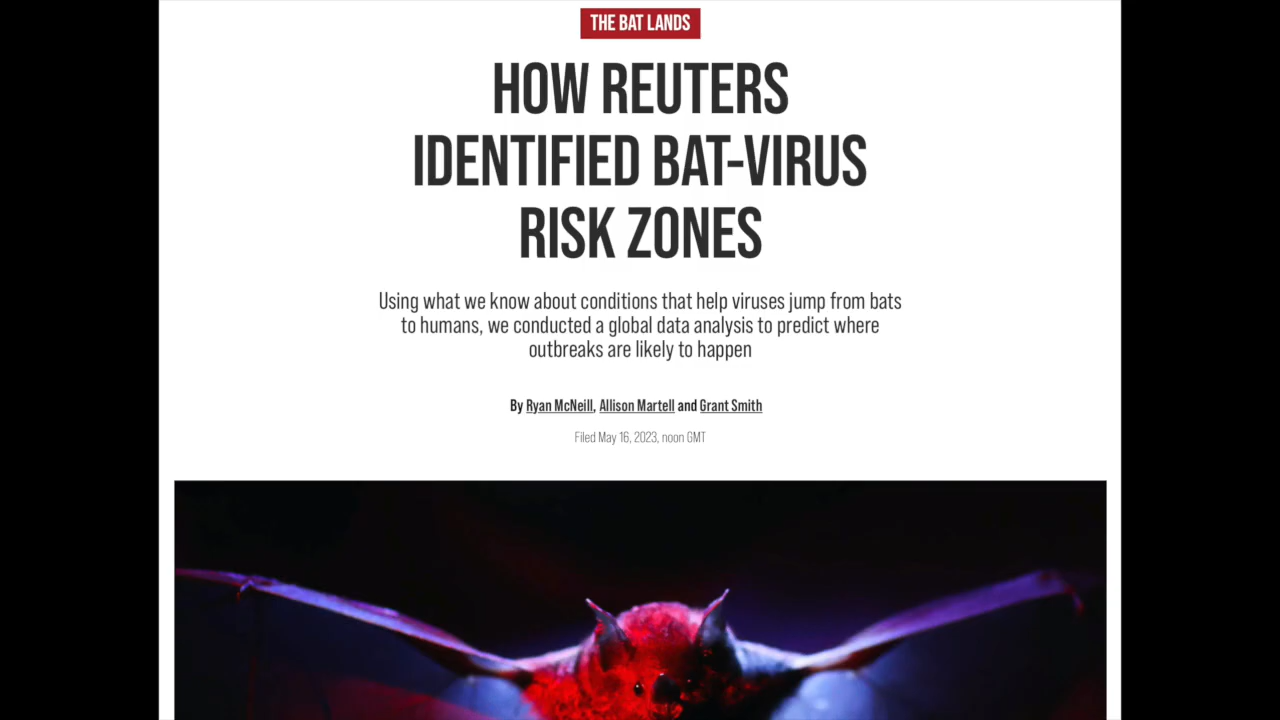 THE BAT LANDS
HOW REUTERS
IDENTIFIED BAT-VIRUS
RISK ZONES
Using what we know about conditions that help viruses jump from bats
to humans, we conducted a global data analysis to predict where
outbreaks are likely to happen
By Ryan McNeill, Allison Martell and Grant Smith
Filed May 16, 2023, noon GMT